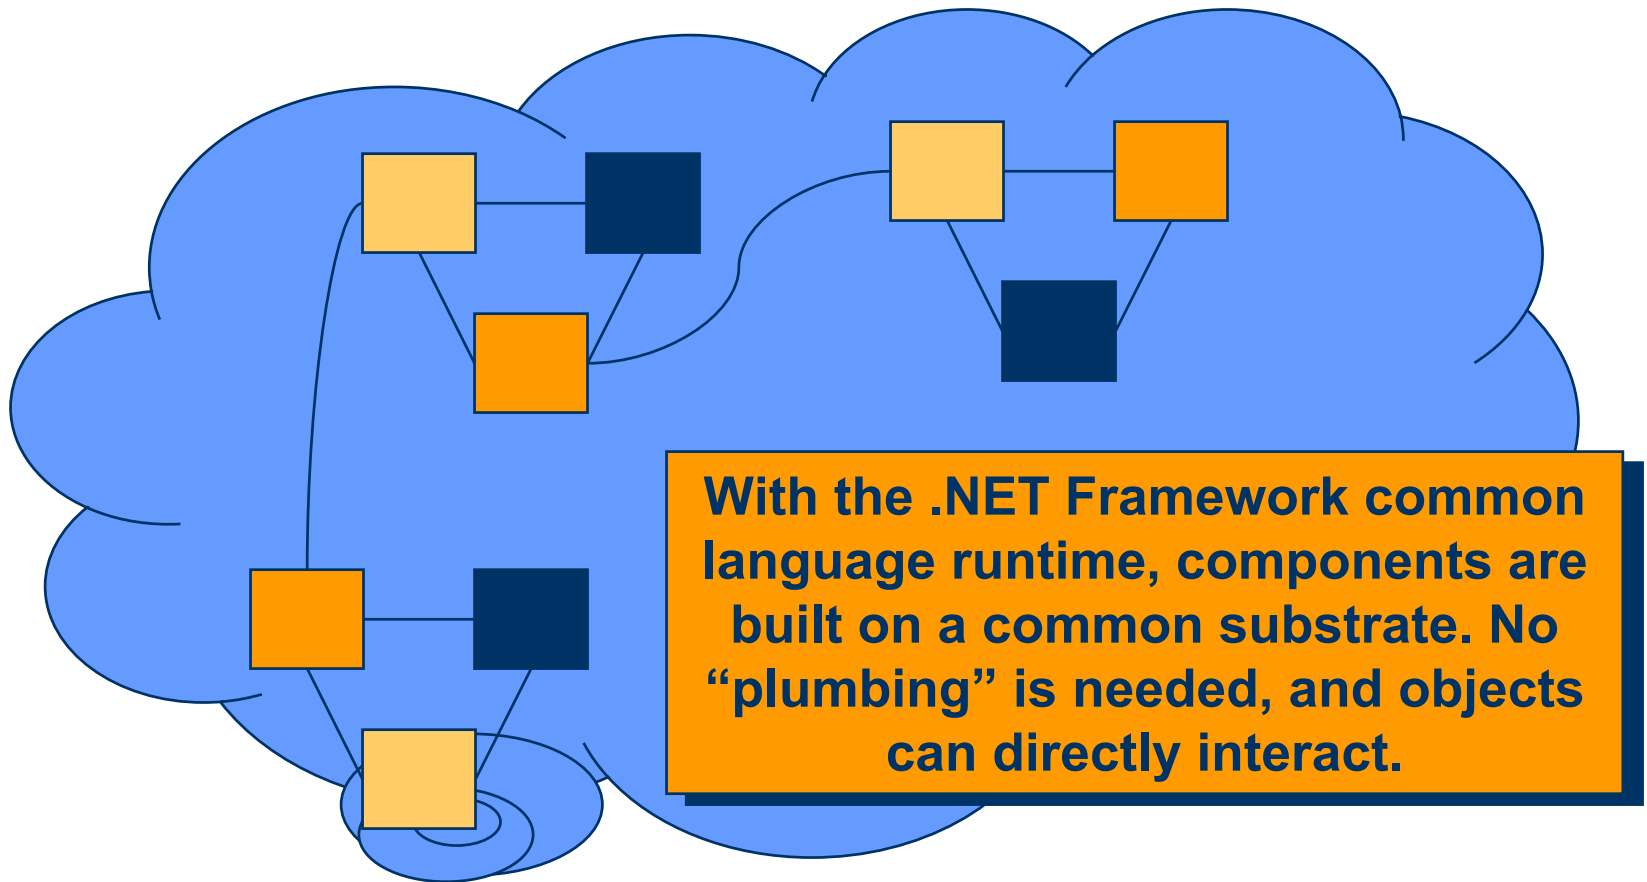 With the .NET Framework common
language runtime, components are
built on a common substrate. No
“plumbing” is needed, and objects
can directly interact.